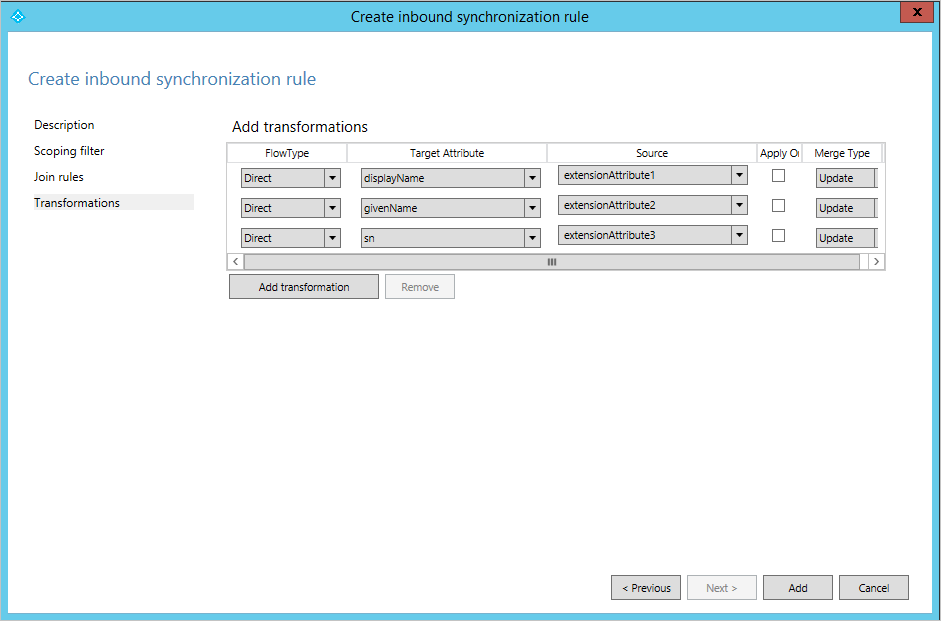 Create inbound synchronization rule
x
Create inbound synchronization rule
Description
Scoping filter
Join rules
Transformations
Add transformations
FlowType Target Attribute Source Apply O Merge Type
Direct displayName extensionAttribute1 Update
Direct givenName extensionAttribute2 Update
Direct sn extensionAttribute3 Update
Add transformation Remove
< Previous Next > Add Cancel